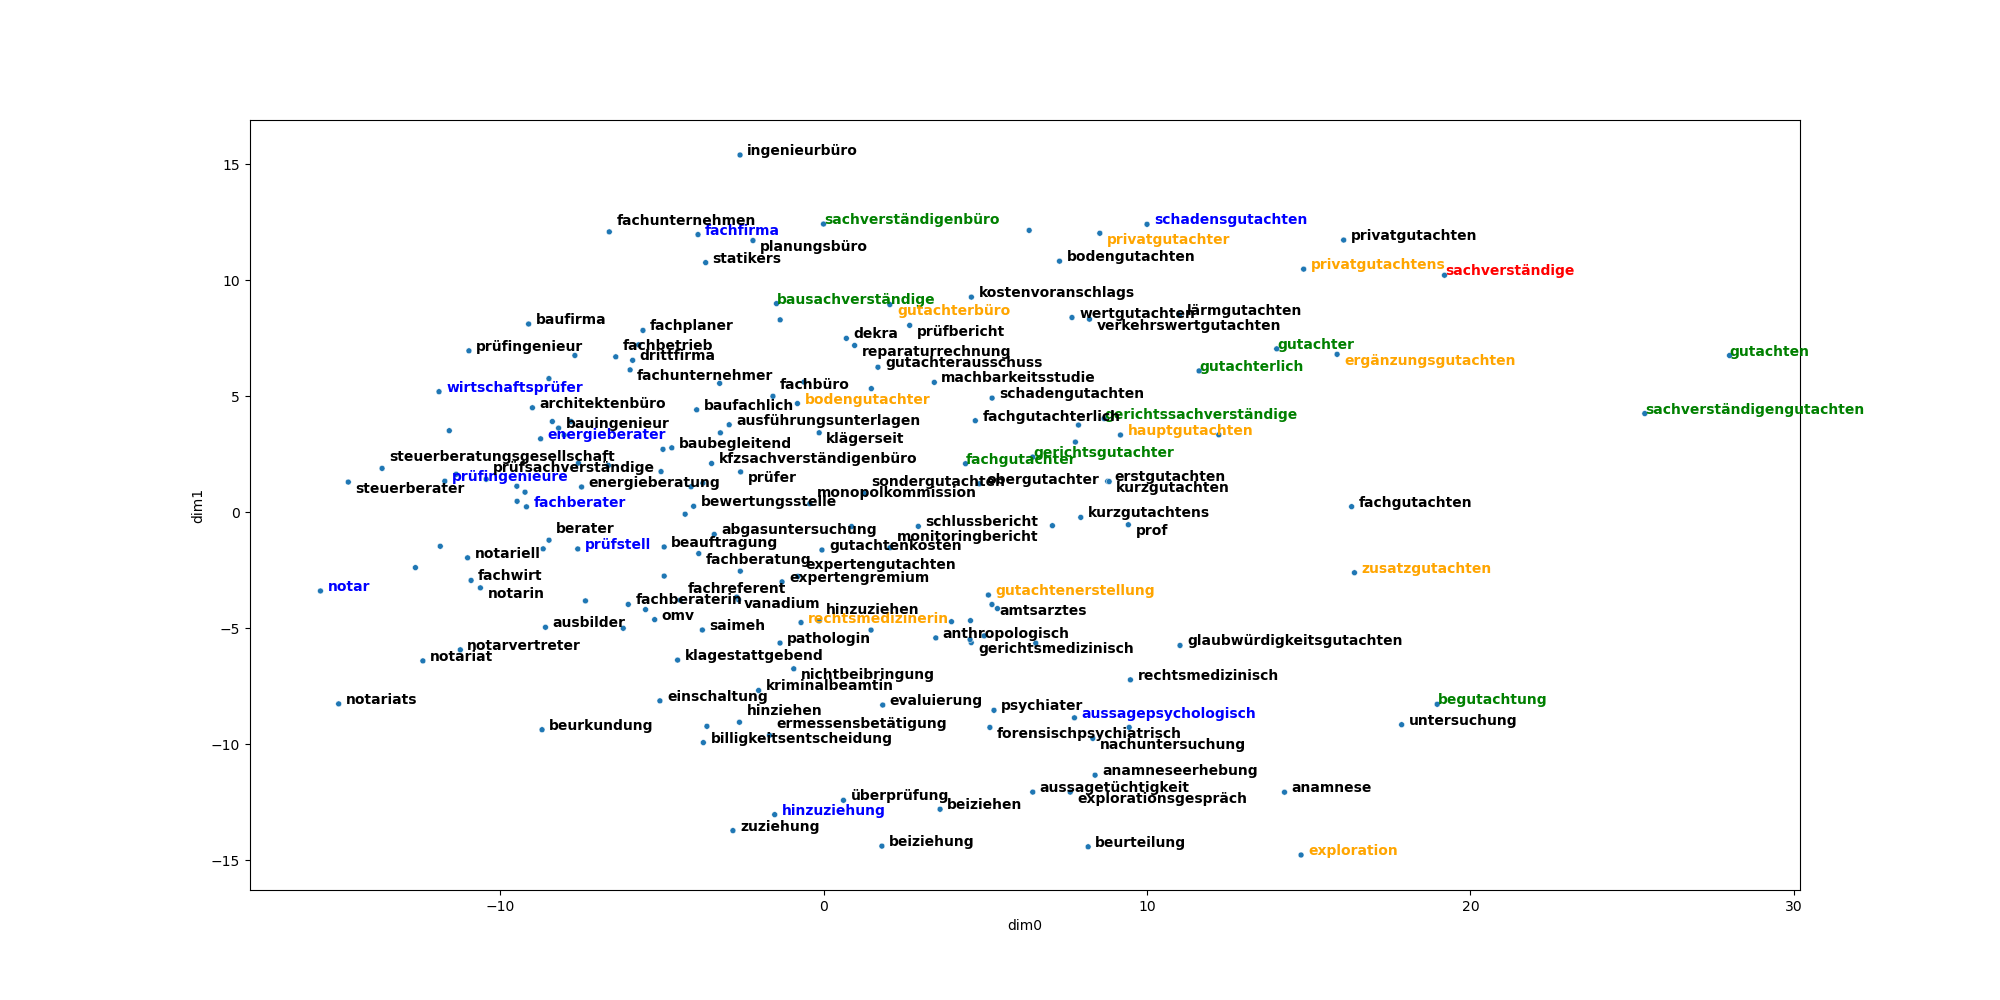 ingenieurbüro
15
fachunternehmen
sachverständigenbüro
schadensgutachten
fachfirma
privatgutachten
privatgutachter
planungsbüro
statikers
bodengutachten
privatgutachtens
sachverständige
10
kostenvoranschlags
bausachverständige
gutachterbüro
wertgutachten
lärmgutachten
baufirma
fachplaner
verkehrswertgutachten
dekra
prüfbericht
prüfingenieur
fachbetrieb
gutachter
drittfirma
reparaturrechnung
gutachten
gutachterausschuss
ergänzungsgutachten
gutachterlich
fachunternehmer
machbarkeitsstudie
wirtschaftsprüfer
fachbüro
5
schadengutachten
architektenbüro
baufachlich
bodengutachter
sachverständigengutachten
bauingenieur
ausführungsunterlagen
fachgutachterlich
gerichtssachverständige
energieberater
klägerseit
hauptgutachten
baubegleitend
steuerberatungsgesellschaft
kfzsachverständigenbüro
fachgutachter
gerichtsgutachter
prüfsachverständige
prüfingenieure
prüfer
steuerberater
energieberatung
sondergutachten
obergutachter
erstgutachten
monopolkommission
kurzgutachten
fachberater
bewertungsstelle
fachgutachten
0
kurzgutachtens
berater
abgasuntersuchung
schlussbericht
prof
monitoringbericht
notariell
prüfstell
beauftragung
gutachtenkosten
fachberatung
expertengutachten
fachwirt
expertengremium
zusatzgutachten
notar
notarin
fachreferent
gutachtenerstellung
fachberaterin
vanadium
hinzuziehen
amtsarztes
ausbilder
omv
saimeh
rechtsmedizinerin
−5
notarvertreter
pathologin
anthropologisch
glaubwürdigkeitsgutachten
notariat
klagestattgebend
gerichtsmedizinisch
nichtbeibringung
rechtsmedizinisch
kriminalbeamtin
notariats
einschaltung
evaluierung
psychiater
begutachtung
hinziehen
aussagepsychologisch
beurkundung
ermessensbetätigung
untersuchung
billigkeitsentscheidung
forensischpsychiatrisch
nachuntersuchung
−10
anamneseerhebung
überprüfung
aussagetüchtigkeit
anamnese
hinzuziehung
beiziehen
explorationsgespräch
zuziehung
beiziehung
beurteilung
exploration
−15
−10 0 10 20 30
dim0
dim1